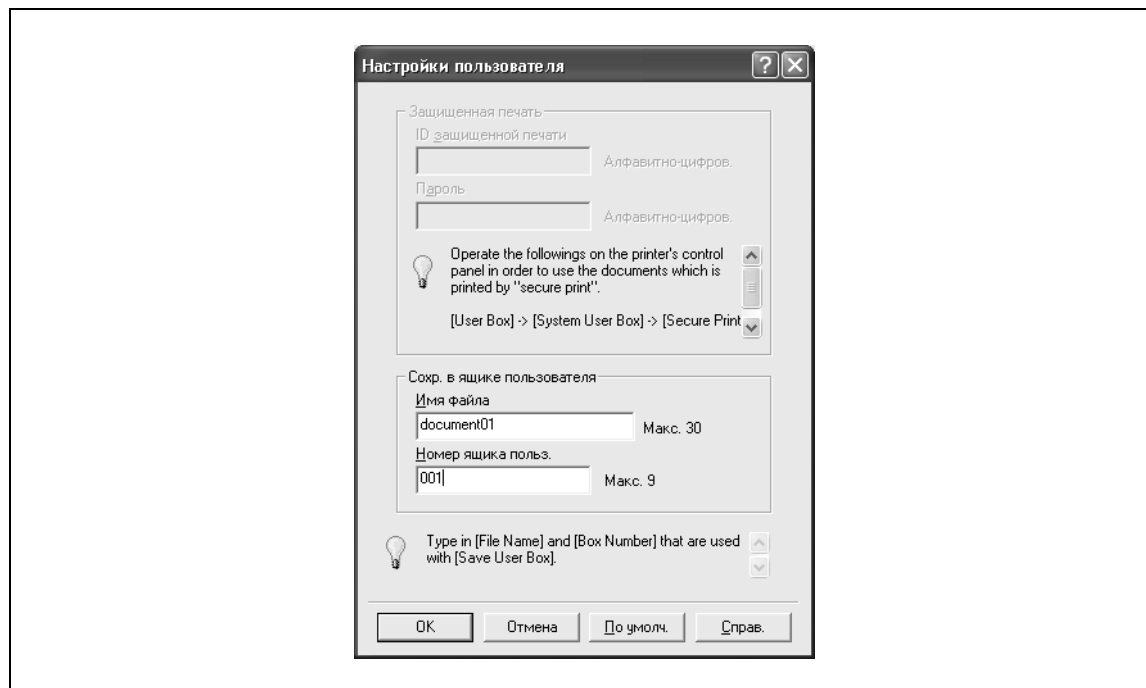 Настройки пользователя
Защищенная печать
ID защищенной печати
Алфавитно-цифров.
Пароль
Алфавитно-цифров.
Operate the followings on the printer's control
panel in order to use the documents which is
printed by "secure print".
[User Box] -> [System User Box] -> [Secure Print
Сохр. в ящике пользователя
Имя файла
document01 Макс. 30
Номер ящика польз.
001 Макс. 9
Type in [File Name] and [Box Number] that are used
with [Save User Box].
OK Отмена По умолч. Справ.